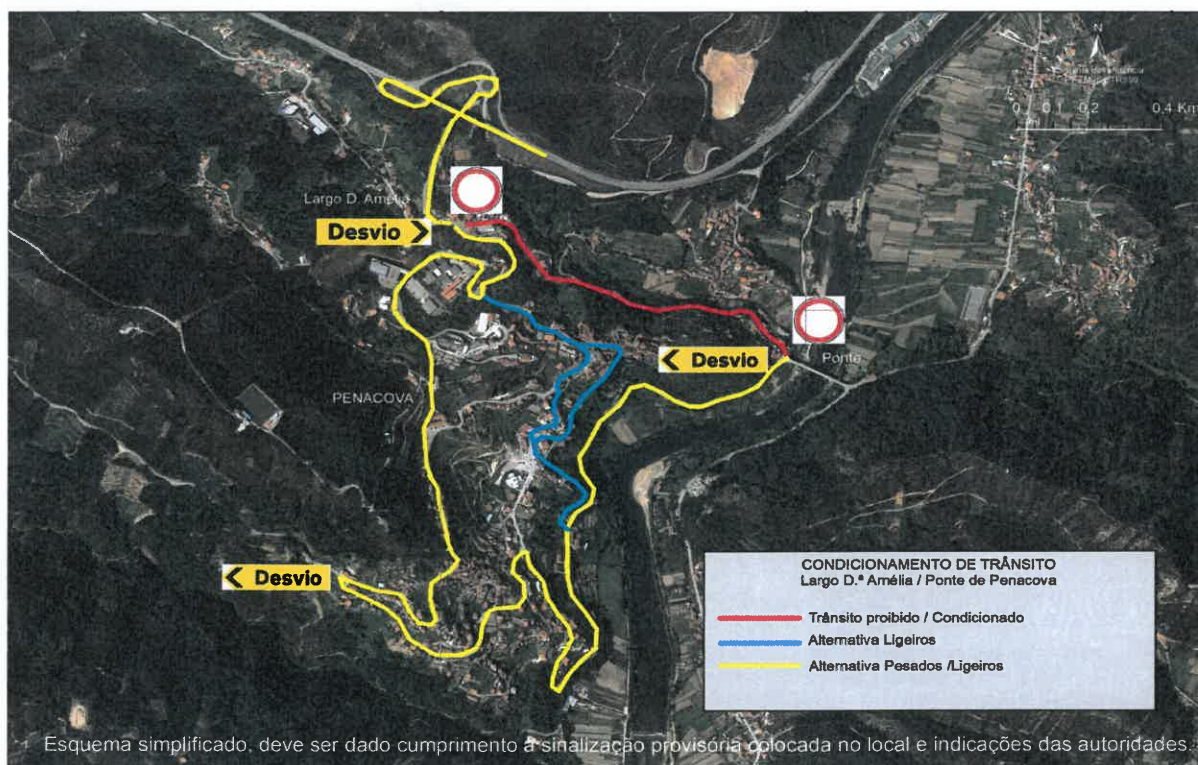 N
0 0.1 0.2 0.4 Km
Largo D. Amélia
Desvio
Desvio
Ponte
PENACOVA
Desvio
CONDICIONAMENTO DE TRÂNSITO
Largo D.ª Amélia / Ponte de Penacova
Trânsito proibido / Condicionado
Alternativa Ligeiros
Alternativa Pesados /Ligeiros
Esquema simplificado, deve ser dado cumprimento à sinalização provisória colocada no local e indicações das autoridades.